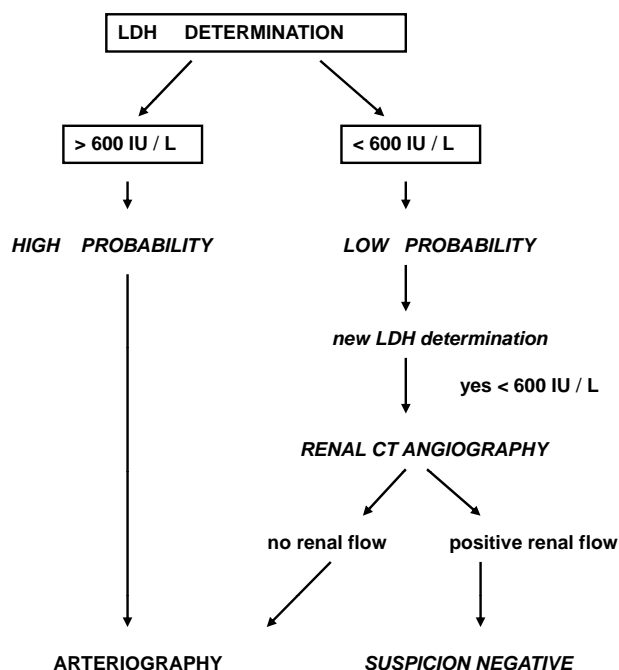 LDH DETERMINATION
> 600 IU / L
< 600 IU / L
HIGH PROBABILITY
LOW PROBABILITY
new LDH determination
yes < 600 IU / L
RENAL CT ANGIOGRAPHY
no renal flow
positive renal flow
ARTERIOGRAPHY
SUSPICION NEGATIVE